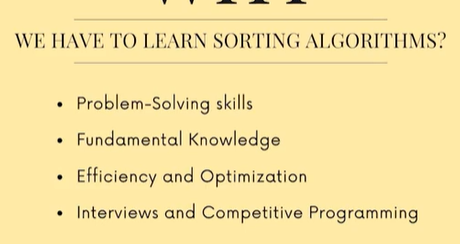 WE HAVE TO LEARN SORTING ALGORITHMS?
• Problem-Solving skills
• Fundamental Knowledge
• Efficiency and Optimization
• Interviews and Competitive Programming